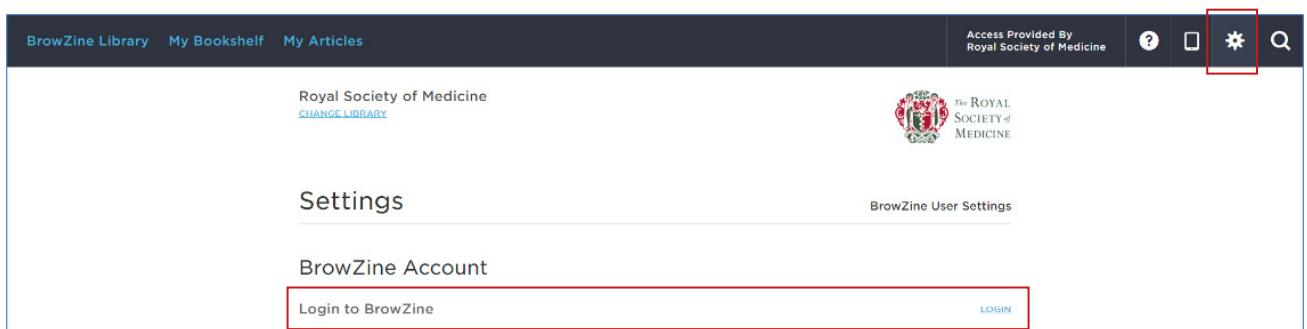 BrowZine Library My Bookshelf My Articles
Access Provided By
Royal Society of Medicine
?
Royal Society of Medicine
CHANGE LIBRARY
The ROYAL
SOCIETY of
MEDICINE
Settings
BrowZine User Settings
BrowZine Account
Login to BrowZine LOGIN